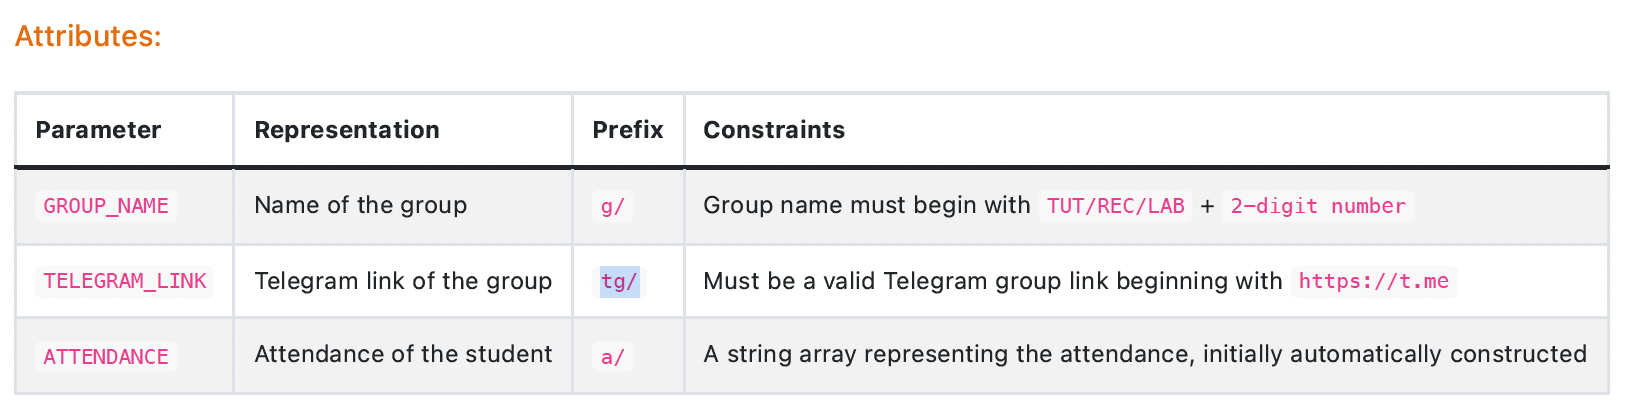 Attributes:
Parameter Representation Prefix Constraints
GROUP_NAME Name of the group g/ Group name must begin with TUT/REC/LAB + 2-digit number
TELEGRAM_LINK Telegram link of the group tg/ Must be a valid Telegram group link beginning with https://t.me
ATTENDANCE Attendance of the student a/ A string array representing the attendance, initially automatically constructed